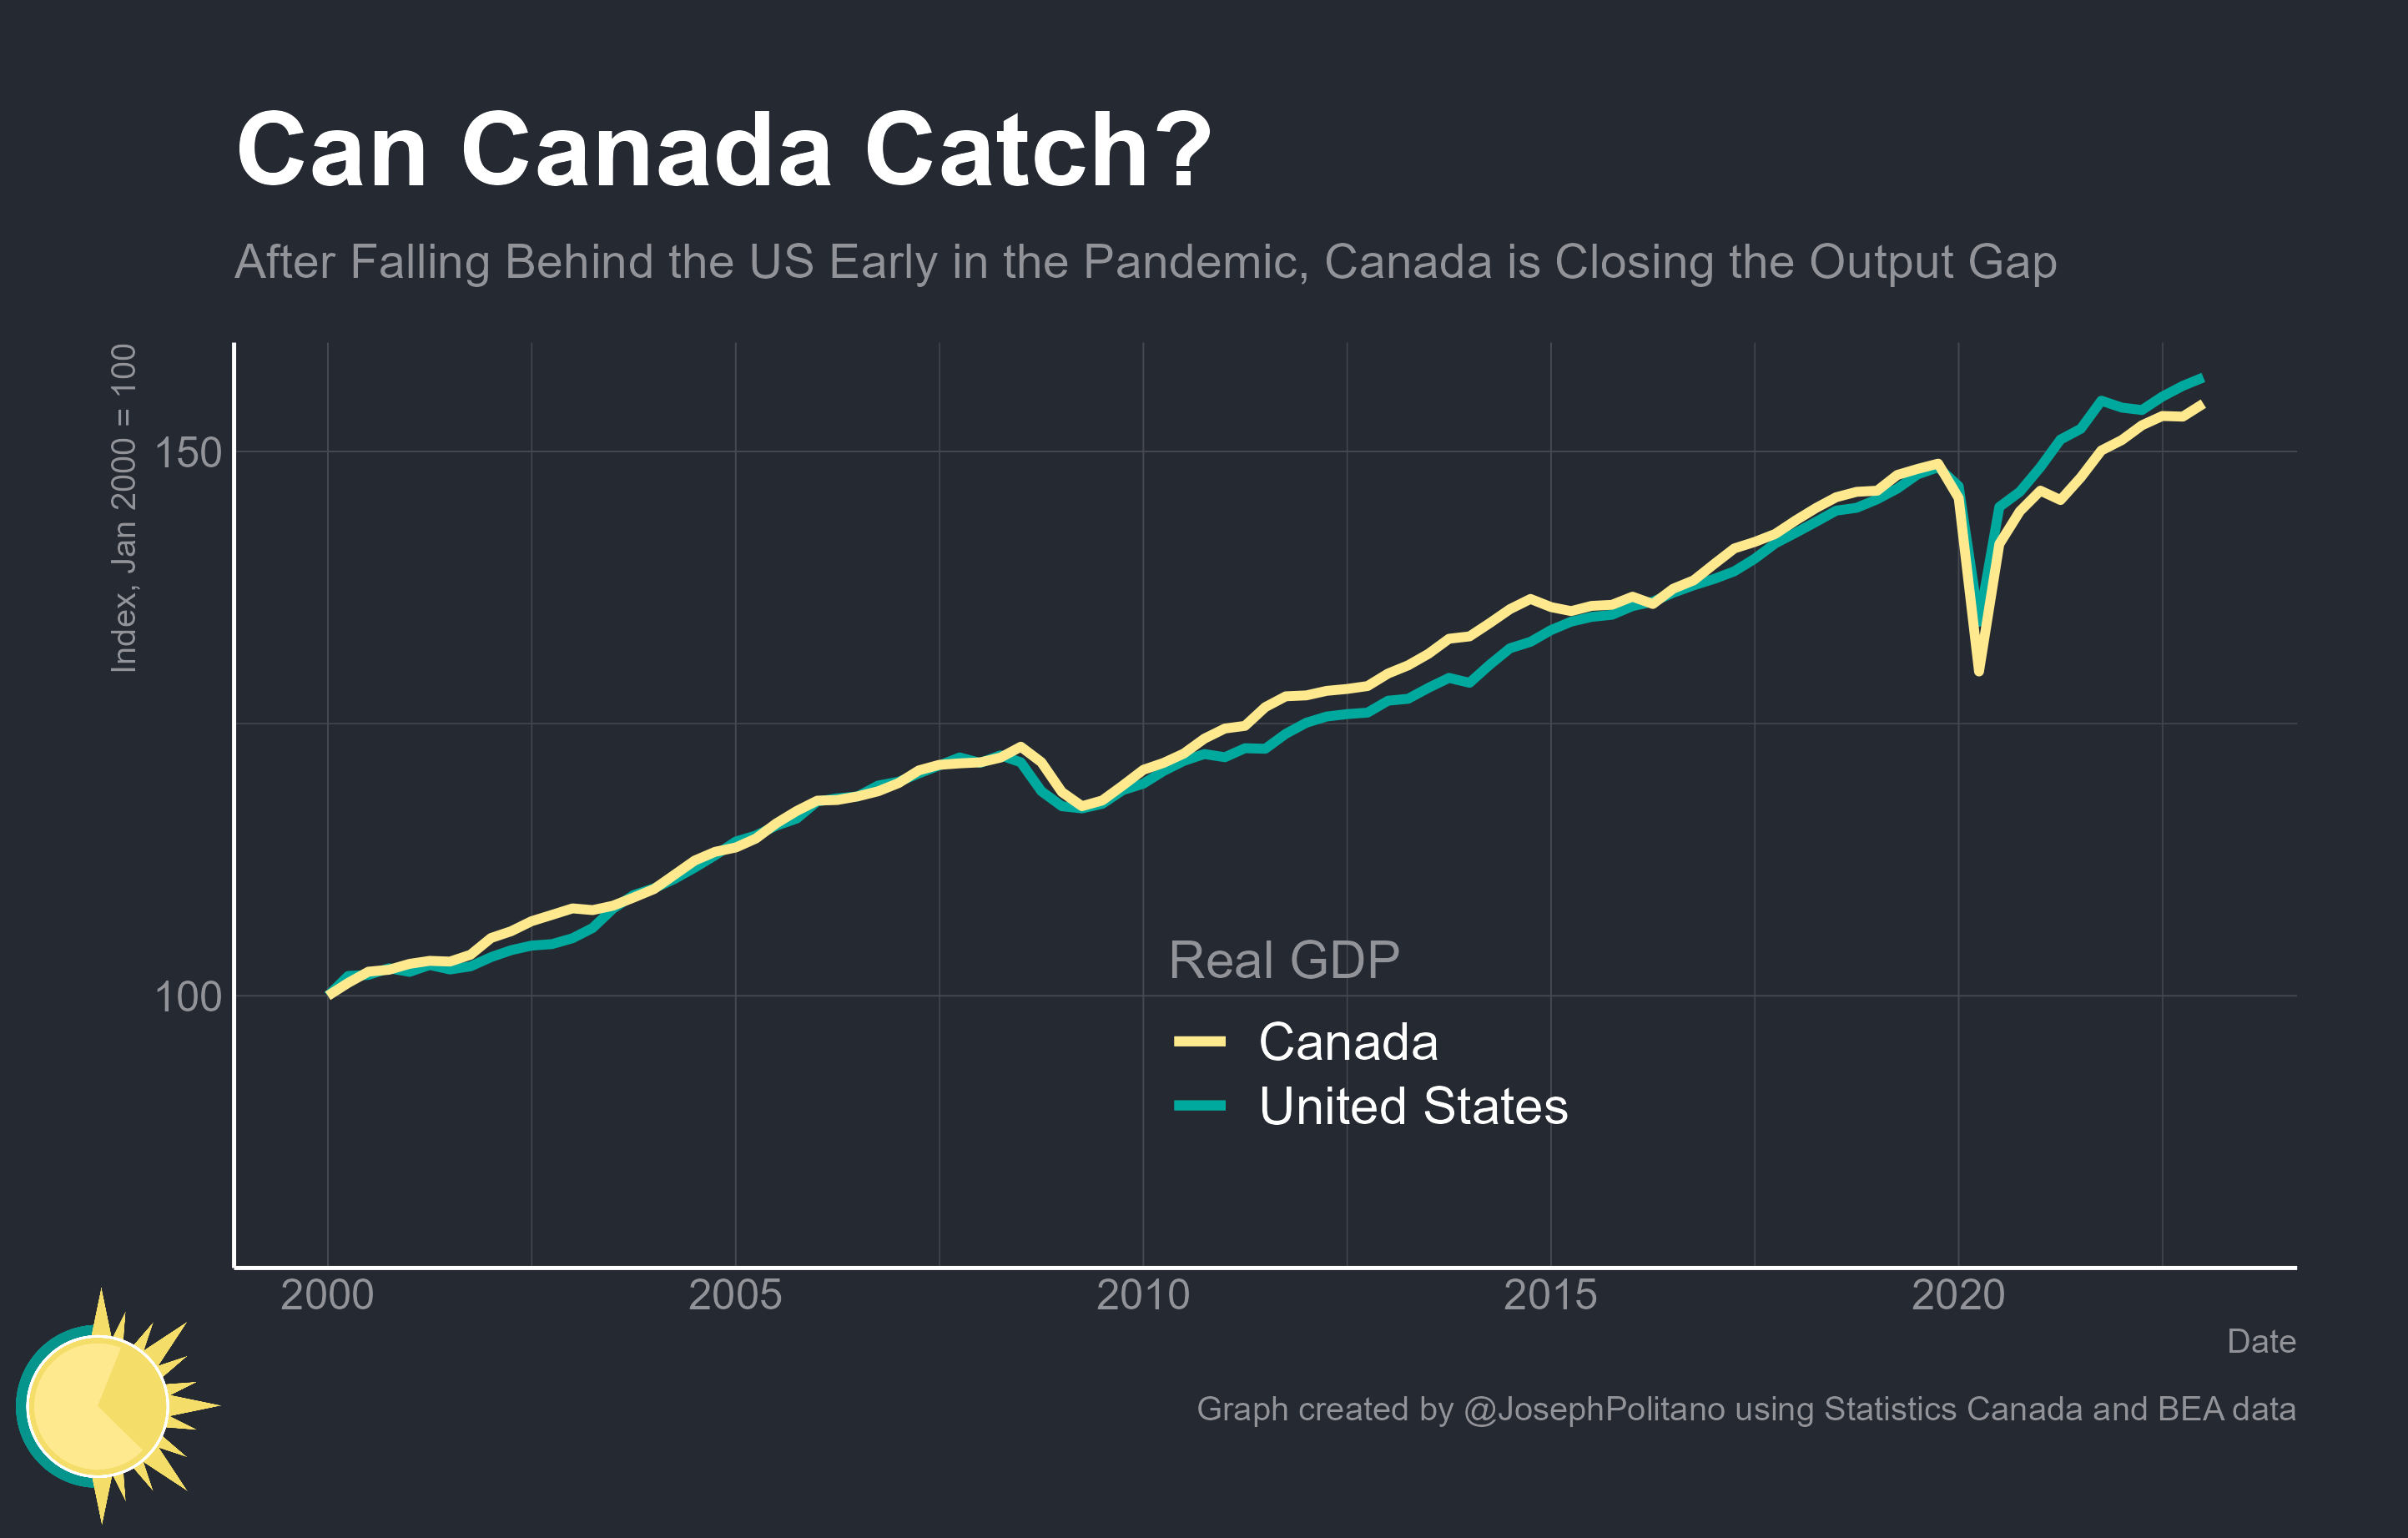 Can Canada Catch?
After Falling Behind the US Early in the Pandemic, Canada is Closing the Output Gap
Index, Jan 2000 = 100
150
100
Real GDP
Canada
United States
2000 2005 2010 2015 2020
Date
Graph created by @JosephPolitano using Statistics Canada and BEA data